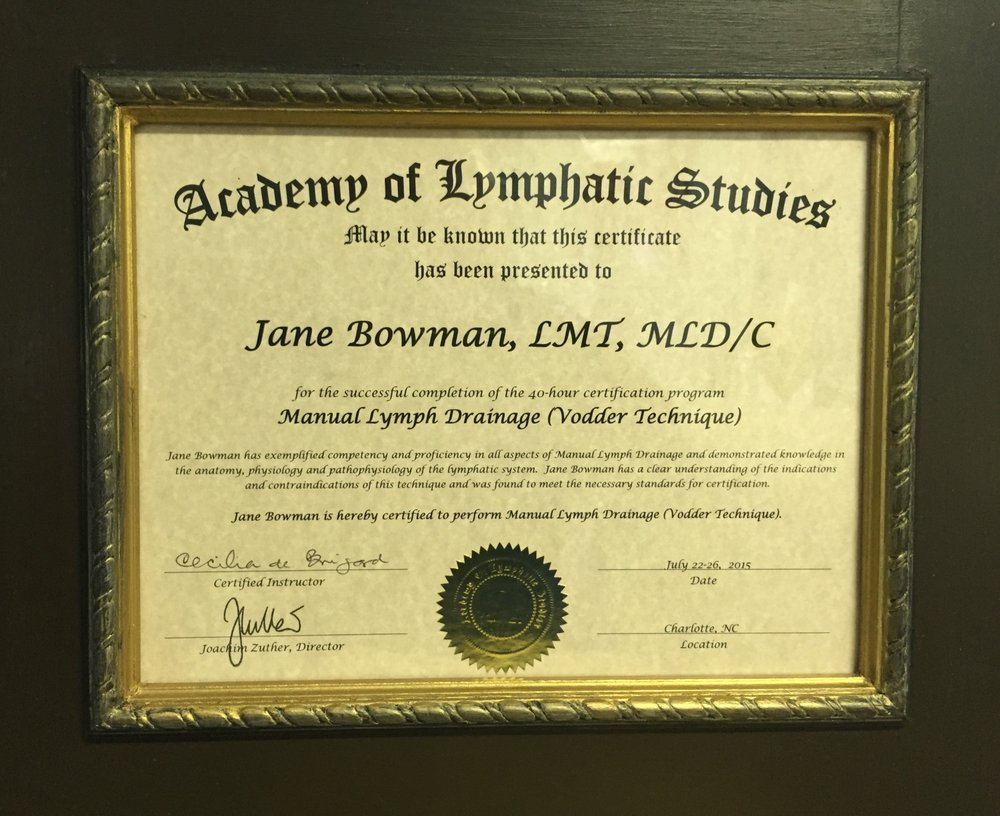 Academy of Lymphatic Studies
May it be known that this certificate
has been presented to
Jane Bowman, LMT, MLD/C
for the successful completion of the 40-hour certification program
Manual Lymph Drainage (Vodder Technique)
Jane Bowman has exemplified competency and proficiency in all aspects of Manual Lymph Drainage and demonstrated knowledge in
the anatomy, physiology and pathophysiology of the lymphatic system. Jane Bowman has a clear understanding of the indications
and contraindications of this technique and was found to meet the necessary standards for certification.
Jane Bowman is hereby certified to perform Manual Lymph Drainage (Vodder Technique).
Cecilia de Brigard
Certified Instructor
July 22-26, 2015
Date
Joachim Zuther, Director
Charlotte, NC
Location